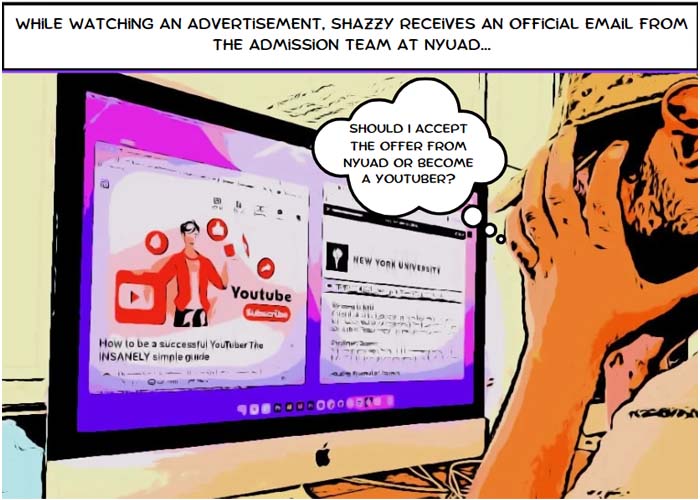 WHILE WATCHING AN ADVERTISEMENT, SHAZZY RECEIVES AN OFFICIAL EMAIL FROM
THE ADMISSION TEAM AT NYUAD...
SHOULD I ACCEPT
THE OFFER FROM
NYUAD OR BECOME
A YOUTUBER?
Youtube
Subscribe
How to be a successful YouTuber The
INSANELY simple guide
NEW YORK UNIVERSITY